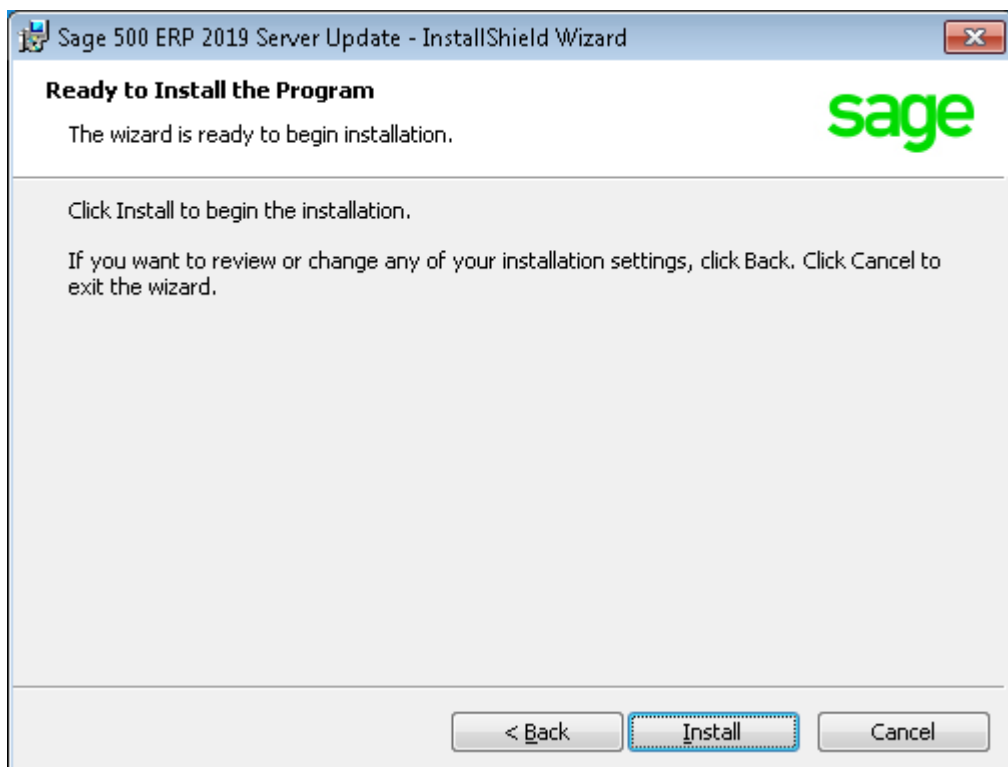 Sage 500 ERP 2019 Server Update - InstallShield Wizard
Ready to Install the Program
The wizard is ready to begin installation.
sage
Click Install to begin the installation.
If you want to review or change any of your installation settings, click Back. Click Cancel to
exit the wizard.
< Back
Install
Cancel